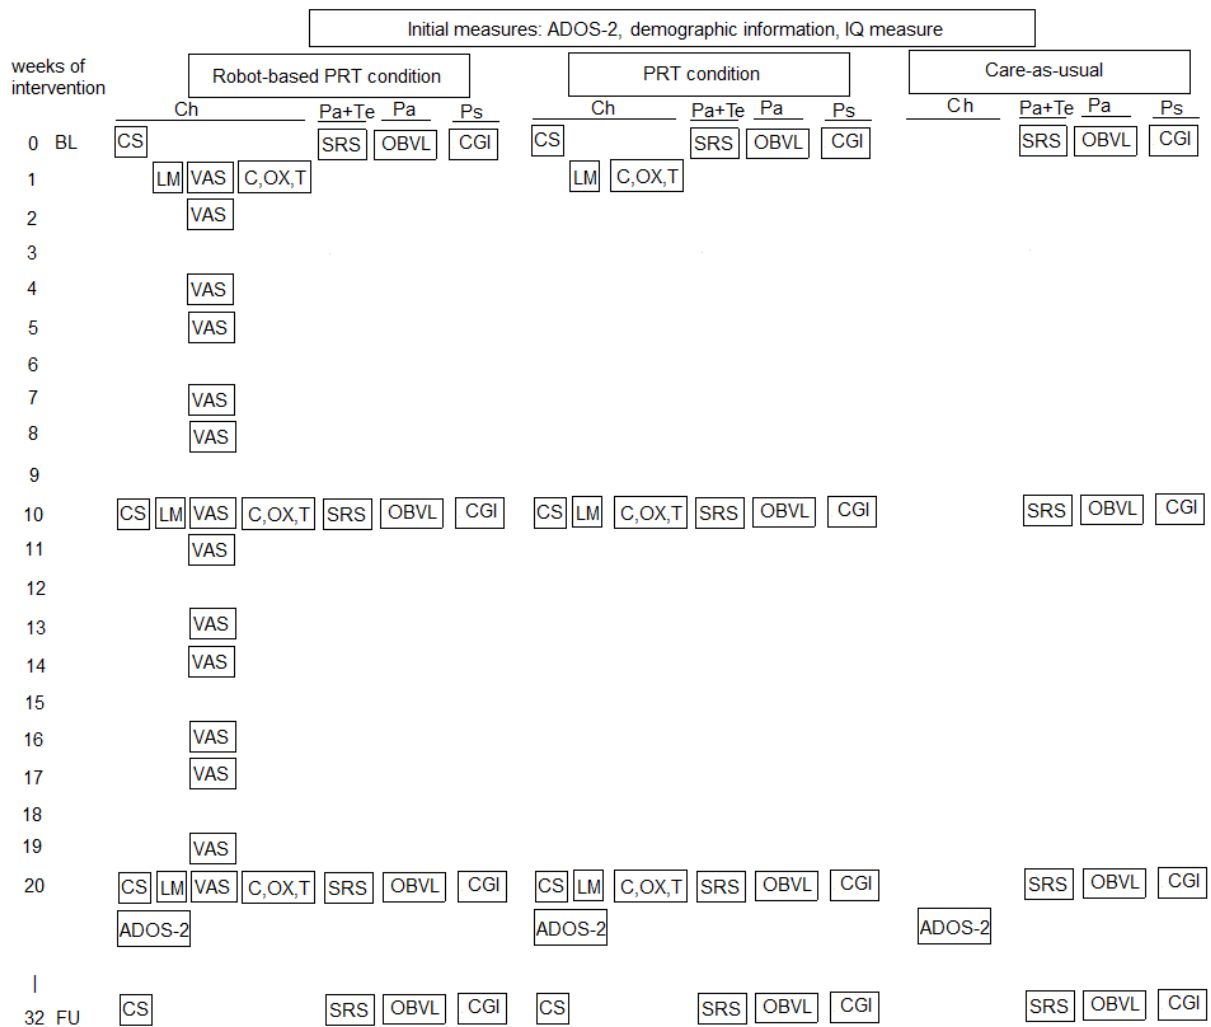 Initial measures: ADOS-2, demographic information, IQ measure
weeks of
intervention
Robot-based PRT condition PRT condition Care-as-usual
Ch Pa+Te Pa Ps Ch Pa+Te Pa Ps Ch Pa+Te Pa Ps
0 BL CS SRS OBVL CGI CS SRS OBVL CGI SRS OBVL CGI
1 LM VAS C,OX,T LM C,OX,T
2 VAS
3
4 VAS
5 VAS
6
7 VAS
8 VAS
9
10 CS LM VAS C,OX,T SRS OBVL CGI CS LM C,OX,T SRS OBVL CGI SRS OBVL CGI
11 VAS
12
13 VAS
14 VAS
15
16 VAS
17 VAS
18
19 VAS
20 CS LM VAS C,OX,T SRS OBVL CGI CS LM C,OX,T SRS OBVL CGI SRS OBVL CGI
ADOS-2 ADOS-2 ADOS-2
|
32 FU CS SRS OBVL CGI CS SRS OBVL CGI SRS OBVL CGI